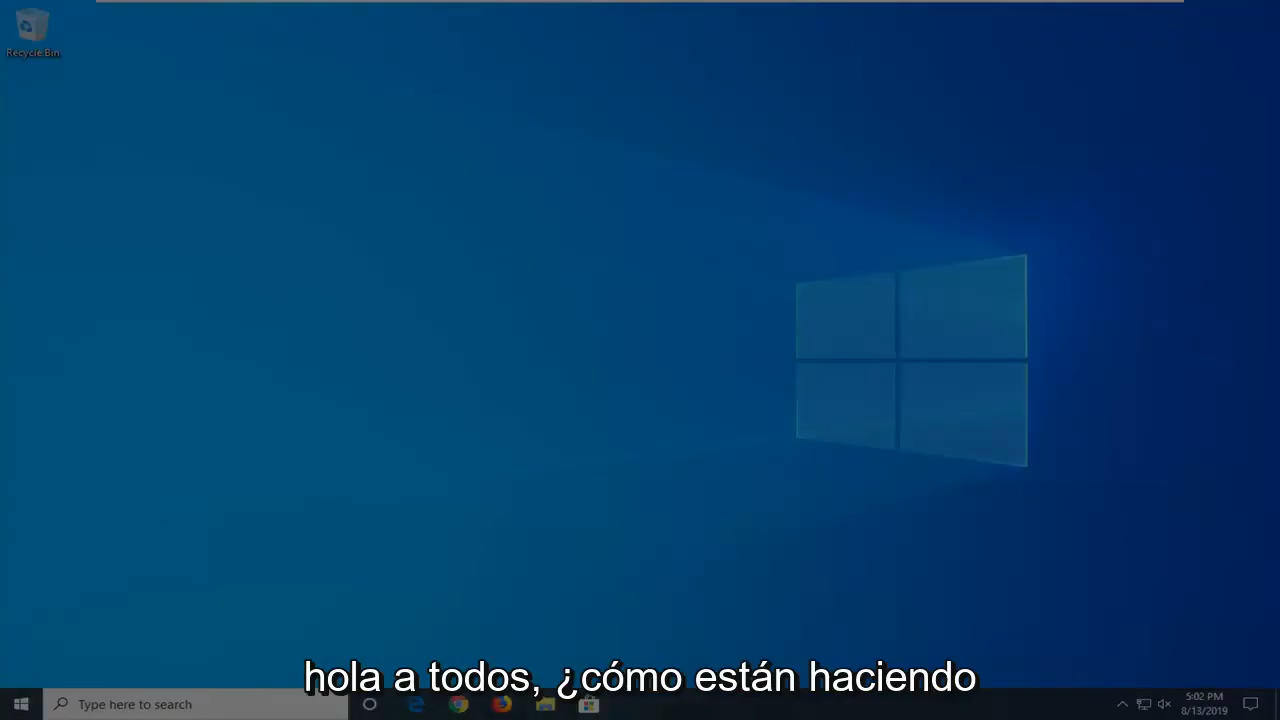 Recycle Bin
hola a todos, ¿cómo están haciendo
Type here to search
5:02 PM
8/13/2019